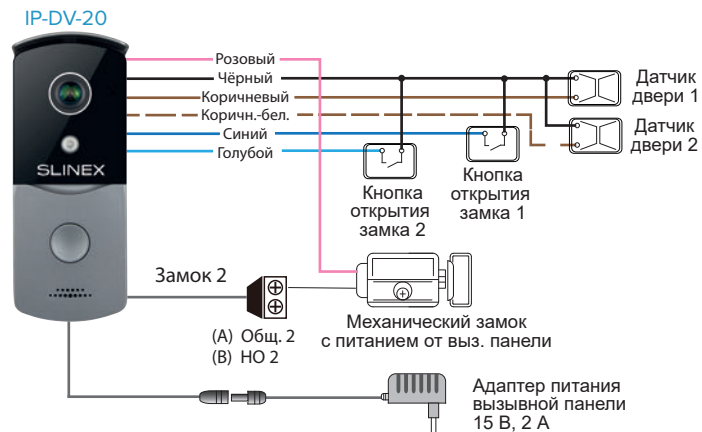 IP-DV-20
Розовый
Чёрный
Коричневый
Коричн.-бел.
Синий
Голубой
Датчик
двери 1
Датчик
двери 2
SLINEX
Кнопка
открытия
замка 2
Кнопка
открытия
замка 1
Замок 2
(A) Общ. 2
(B) НО 2
Механический замок
с питанием от выз. панели
Адаптер питания
вызывной панели
15 В, 2 А